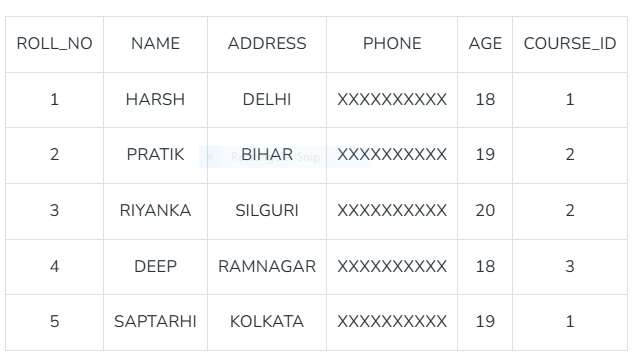 ROLL_NO NAME ADDRESS PHONE AGE COURSE_ID
1 HARSH DELHI XXXXXXXXXX 18 1
2 PRATIK BIHAR XXXXXXXXXX 19 2
3 RIYANKA SILGURI XXXXXXXXXX 20 2
4 DEEP RAMNAGAR XXXXXXXXXX 18 3
5 SAPTARHI KOLKATA XXXXXXXXXX 19 1